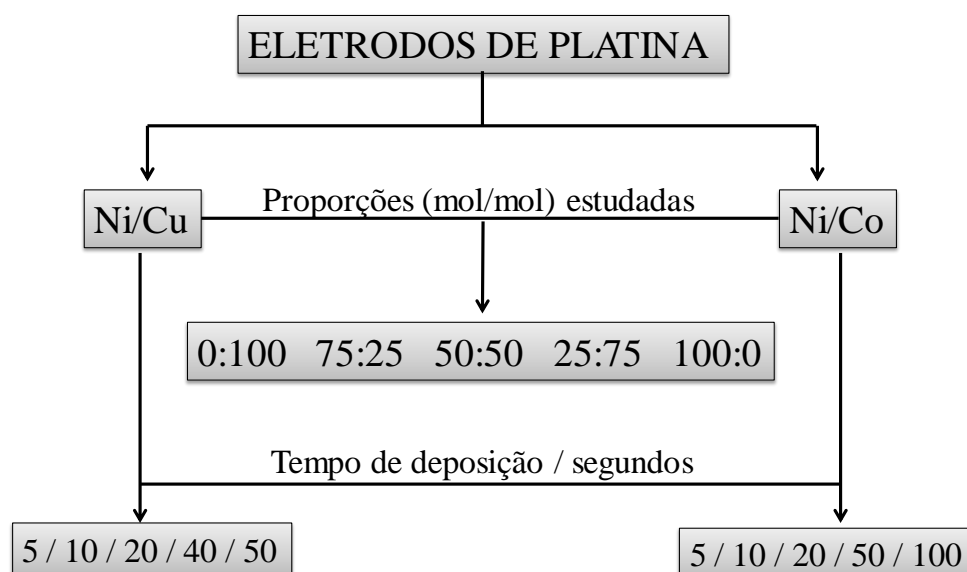 ELETRODOS DE PLATINA
Ni/Cu
Proporções (mol/mol) estudadas
Ni/Co
0:100 75:25 50:50 25:75 100:0
Tempo de deposição / segundos
5 / 10 / 20 / 40 / 50
5 / 10 / 20 / 50 / 100